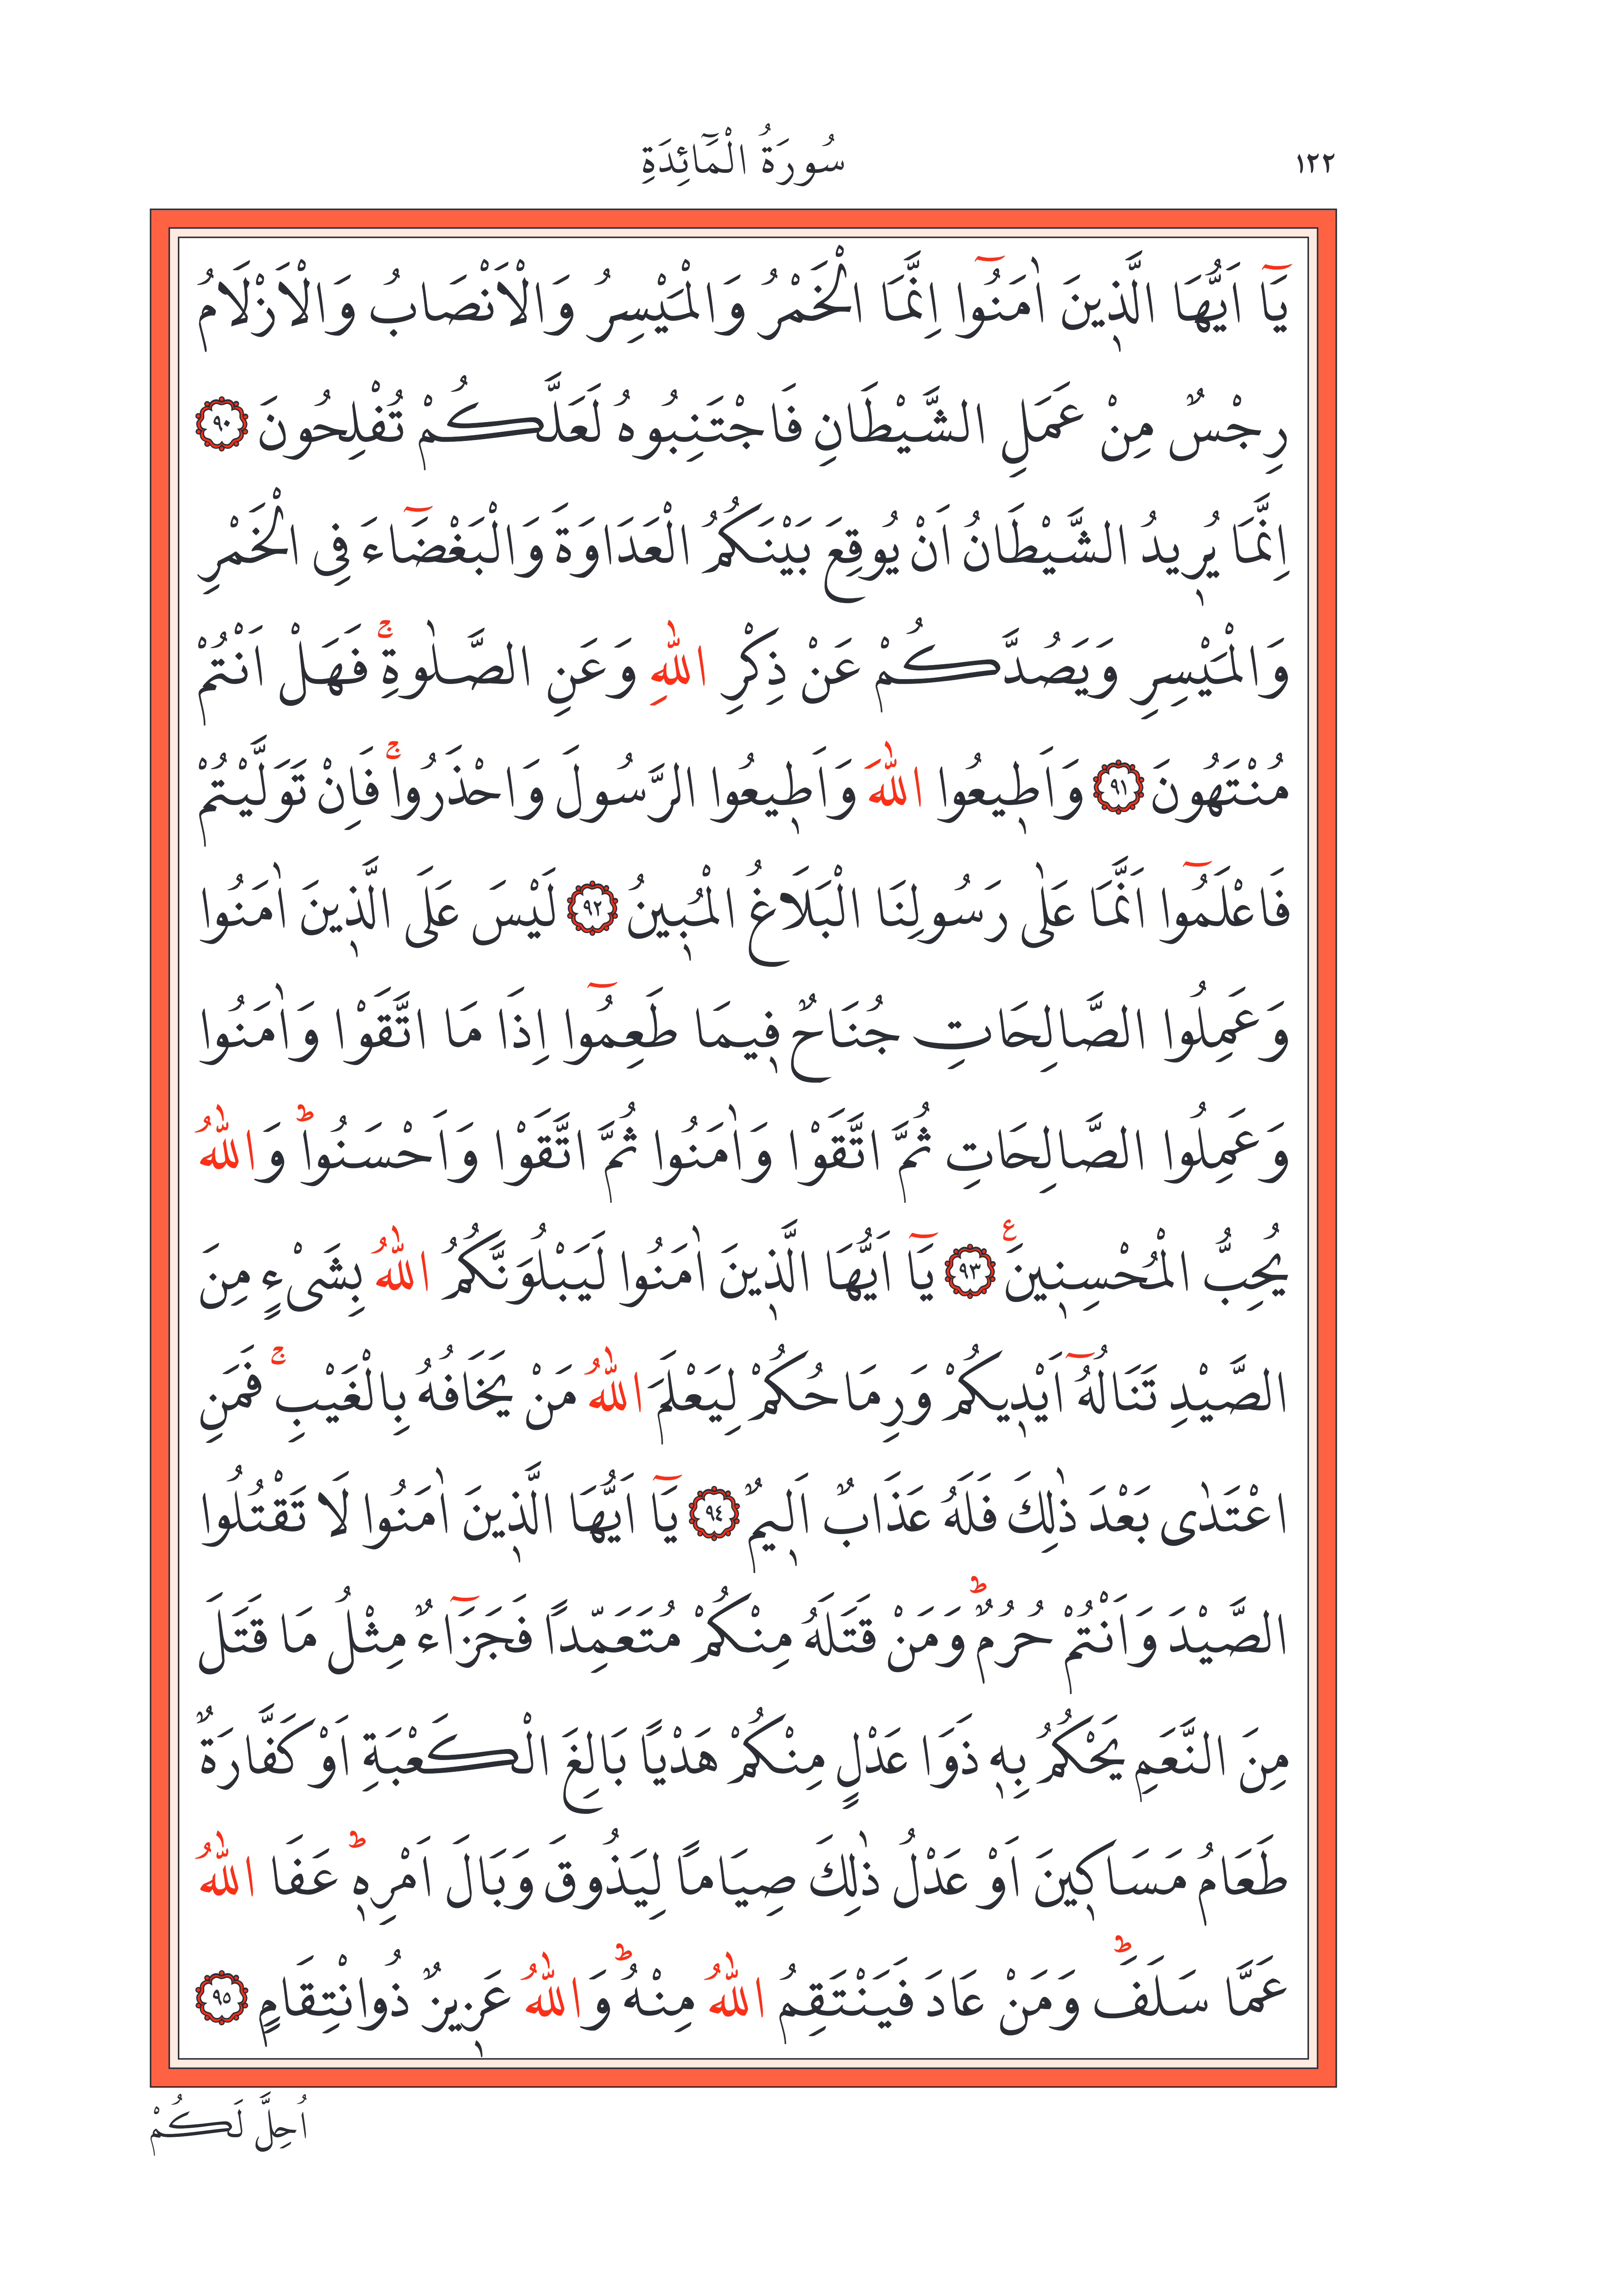 ١٢٢
سُورَةُ الْمَٓائِدَةِ
يَٓا اَيُّهَا الَّذ۪ينَ اٰمَنُٓوا اِنَّمَا الْخَمْرُ وَالْمَيْسِرُ وَالْاَنْصَابُ وَالْاَزْلَامُ
رِجْسٌ مِنْ عَمَلِ الشَّيْطَانِ فَاجْتَنِبُوهُ لَعَلَّكُمْ تُفْلِحُونَ ﴿٩٠﴾
اِنَّمَا يُر۪يدُ الشَّيْطَانُ اَنْ يُوقِعَ بَيْنَكُمُ الْعَدَاوَةَ وَالْبَغْضَٓاءَ فِى الْخَمْرِ
وَالْمَيْسِرِ وَيَصُدَّكُمْ عَنْ ذِكْرِ اللّٰهِ وَعَنِ الصَّلٰوةِۚ فَهَلْ اَنْتُمْ
مُنْتَهُونَ ﴿٩١﴾ وَاَط۪يعُوا اللّٰهَ وَاَط۪يعُوا الرَّسُولَ وَاحْذَرُواۚ فَاِنْ تَوَلَّيْتُمْ
فَاعْلَمُٓوا اَنَّمَا عَلٰى رَسُولِنَا الْبَلَاغُ الْمُب۪ينُ ﴿٩٢﴾ لَيْسَ عَلَى الَّذ۪ينَ اٰمَنُوا
وَعَمِلُوا الصَّالِحَاتِ جُنَاحٌ ف۪يمَا طَعِمُٓوا اِذَا مَا اتَّقَوْا وَاٰمَنُوا
وَعَمِلُوا الصَّالِحَاتِ ثُمَّ اتَّقَوْا وَاٰمَنُوا ثُمَّ اتَّقَوْا وَاَحْسَنُواۜ وَاللّٰهُ
يُحِبُّ الْمُحْسِن۪ينَ۟ ﴿٩٣﴾ يَٓا اَيُّهَا الَّذ۪ينَ اٰمَنُوا لَيَبْلُوَنَّكُمُ اللّٰهُ بِشَىْءٍ مِنَ
الصَّيْدِ تَنَالُهُٓ اَيْد۪يكُمْ وَرِمَاحُكُمْ لِيَعْلَمَ اللّٰهُ مَنْ يَخَافُهُ بِالْغَيْبِۚ فَمَنِ
اعْتَدٰى بَعْدَ ذٰلِكَ فَلَهُ عَذَابٌ اَل۪يمٌ ﴿٩٤﴾ يَٓا اَيُّهَا الَّذ۪ينَ اٰمَنُوا لَا تَقْتُلُوا
الصَّيْدَ وَاَنْتُمْ حُرُمٌۜ وَمَنْ قَتَلَهُ مِنْكُمْ مُتَعَمِّدًا فَجَزَٓاءٌ مِثْلُ مَا قَتَلَ
مِنَ النَّعَمِ يَحْكُمُ بِه۪ ذَوَا عَدْلٍ مِنْكُمْ هَدْيًا بَالِغَ الْكَعْبَةِ اَوْ كَفَّارَةٌ
طَعَامُ مَسَاك۪ينَ اَوْ عَدْلُ ذٰلِكَ صِيَامًا لِيَذُوقَ وَبَالَ اَمْرِه۪ۜ عَفَا اللّٰهُ
عَمَّا سَلَفَۜ وَمَنْ عَادَ فَيَنْتَقِمُ اللّٰهُ مِنْهُۜ وَاللّٰهُ عَز۪يزٌ ذُوانْتِقَامٍ ﴿٩٥﴾
اُحِلَّ لَكُمْ